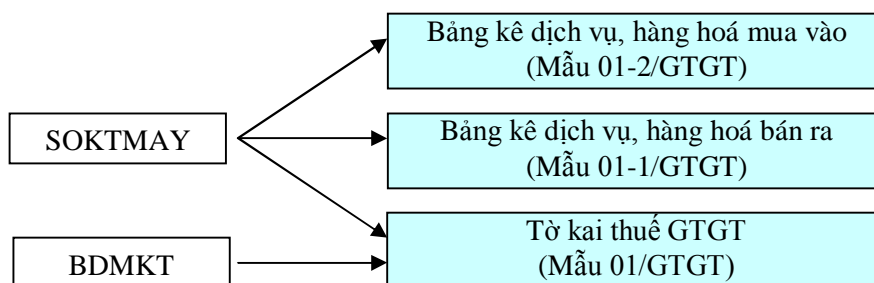 Bảng kê dịch vụ, hàng hoá mua vào
(Mẫu 01-2/GTGT)
SOKTMAY
Bảng kê dịch vụ, hàng hoá bán ra
(Mẫu 01-1/GTGT)
Tờ kai thuế GTGT
(Mẫu 01/GTGT)
BDMKT